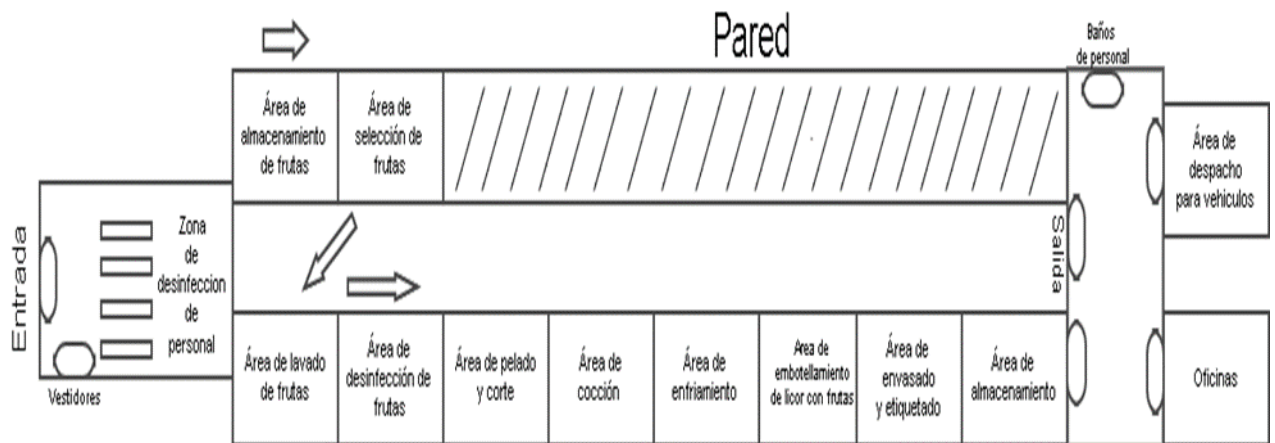 Pared
Baños
de personal
Área de
almacenamiento
de frutas
Área de
selección de
frutas
Área de
despacho
para vehiculos
Entrada
Zona
de
desinfeccion
de
personal
Salida
Vestidores
Área de lavado
de frutas
Área de
desinfección de
frutas
Área de pelado
y corte
Área de
cocción
Área de
enfriamiento
Area de
embotellamiento
de licor con frutas
Área de
envasado
y etiquetado
Área de
almacenamiento
Oficinas